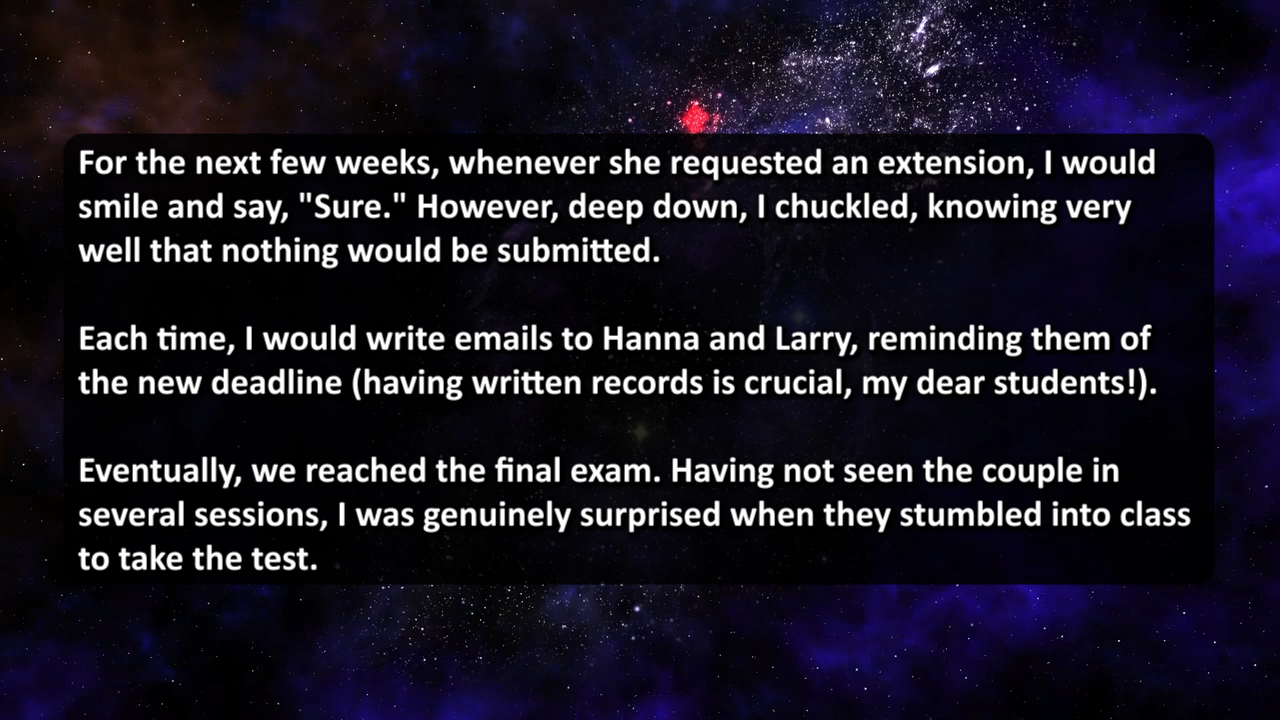 For the next few weeks, whenever she requested an extension, I would
smile and say, "Sure." However, deep down, I chuckled, knowing very
well that nothing would be submitted.
Each time, I would write emails to Hanna and Larry, reminding them of
the new deadline (having written records is crucial, my dear students!).
Eventually, we reached the final exam. Having not seen the couple in
several sessions, I was genuinely surprised when they stumbled into class
to take the test.